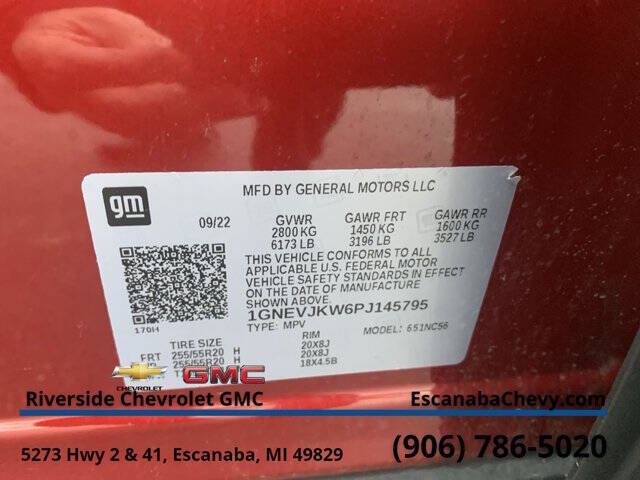 gm
MFD BY GENERAL MOTORS LLC
09/22 GVWR GAWR FRT GAWR RR
2800 KG 1450 KG 1600 KG
6173 LB 3196 LB 3527 LB
THIS VEHICLE CONFORMS TO ALL
APPLICABLE U.S. FEDERAL MOTOR
VEHICLE SAFETY STANDARDS IN EFFECT
ON THE DATE OF MANUFACTURE
SHOWN ABOVE.
1GNEVJKW6PJ145795
170H
TYPE: MPV MODEL: 651NC56
TIRE SIZE RIM
FRT 255/55R20 H 20X8J
255/55R20 H 20X8J
18X4.5B
CHEVROLET GMC
Riverside Chevrolet GMC EscanabaChevy.com
5273 Hwy 2 & 41, Escanaba, MI 49829 (906) 786-5020